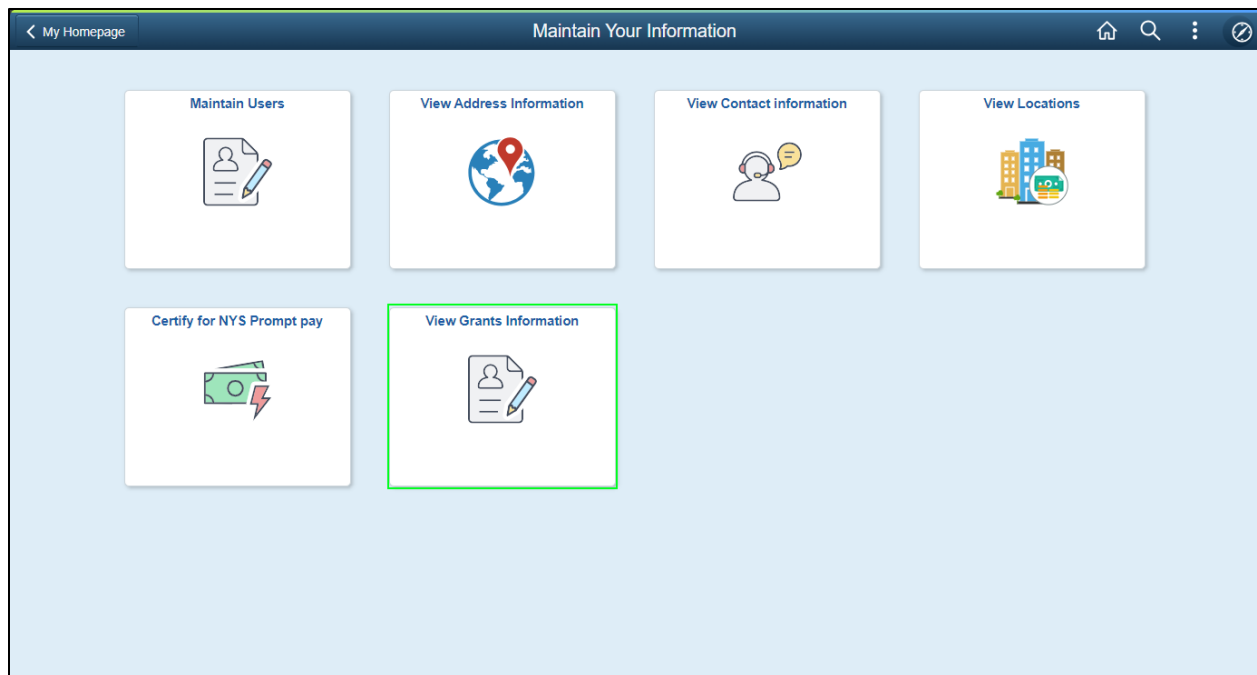 My Homepage
Maintain Your Information
Maintain Users
View Address Information
View Contact information
View Locations
Certify for NYS Prompt pay
View Grants Information